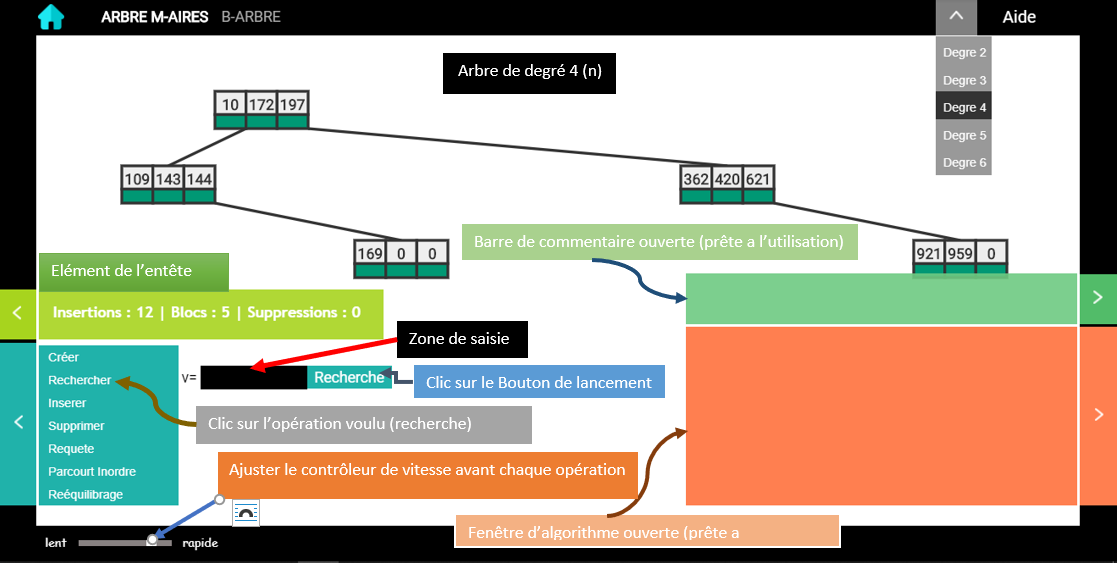 ARBRE M-AIRES B-ARBRE Aide
Arbre de degré 4 (n)
Degre 2
Degre 3
Degre 4
Degre 5
Degre 6
10 172 197
109 143 144
362 420 621
169 0 0
921 959 0
Barre de commentaire ouverte (prête a l'utilisation)
Elément de l'entête
Insertions : 12 | Blocs : 5 | Suppressions : 0
Zone de saisie
Créer
Rechercher
Inserer
Supprimer
Requete
Parcourt Inordre
Reéquilibrage
v= Recherche
Clic sur le Bouton de lancement
Clic sur l'opération voulu (recherche)
Ajuster le contrôleur de vitesse avant chaque opération
Fenêtre d'algorithme ouverte (prête a
lent rapide